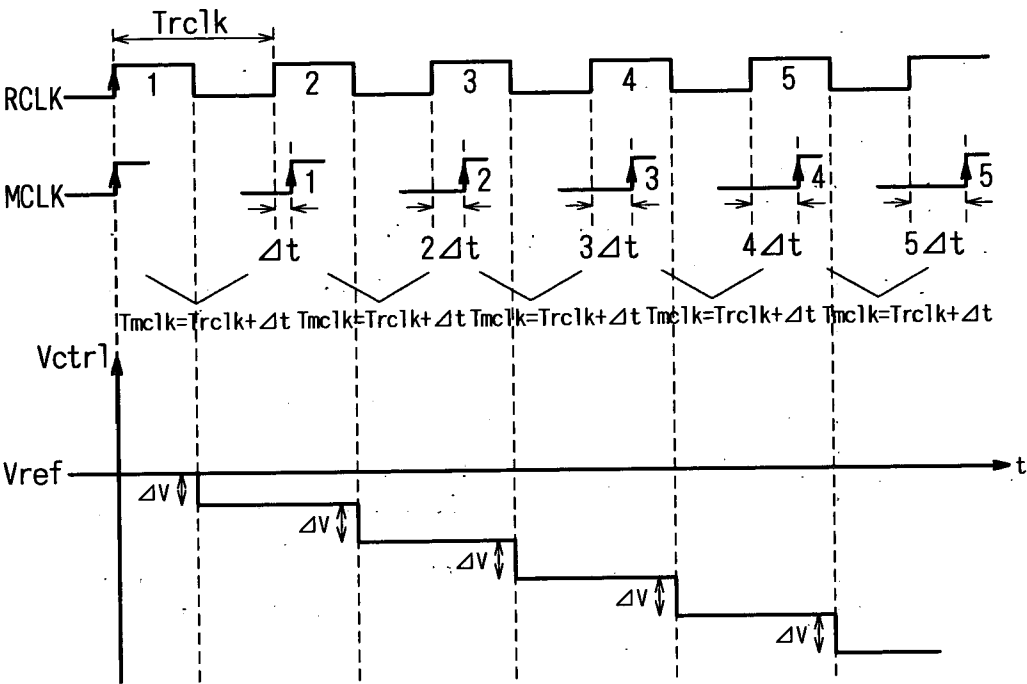 Trclk
RCLK 1 2 3 4 5
MCLK 1 2 3 4 5
⊿t 2⊿t 3⊿t 4⊿t 5⊿t
Tmclk=Trclk+⊿t Tmclk=Trclk+⊿t Tmclk=Trclk+⊿t Tmclk=Trclk+⊿t Tmclk=Trclk+⊿t
Vctrl
Vref t
⊿V
⊿V
⊿V
⊿V
⊿V